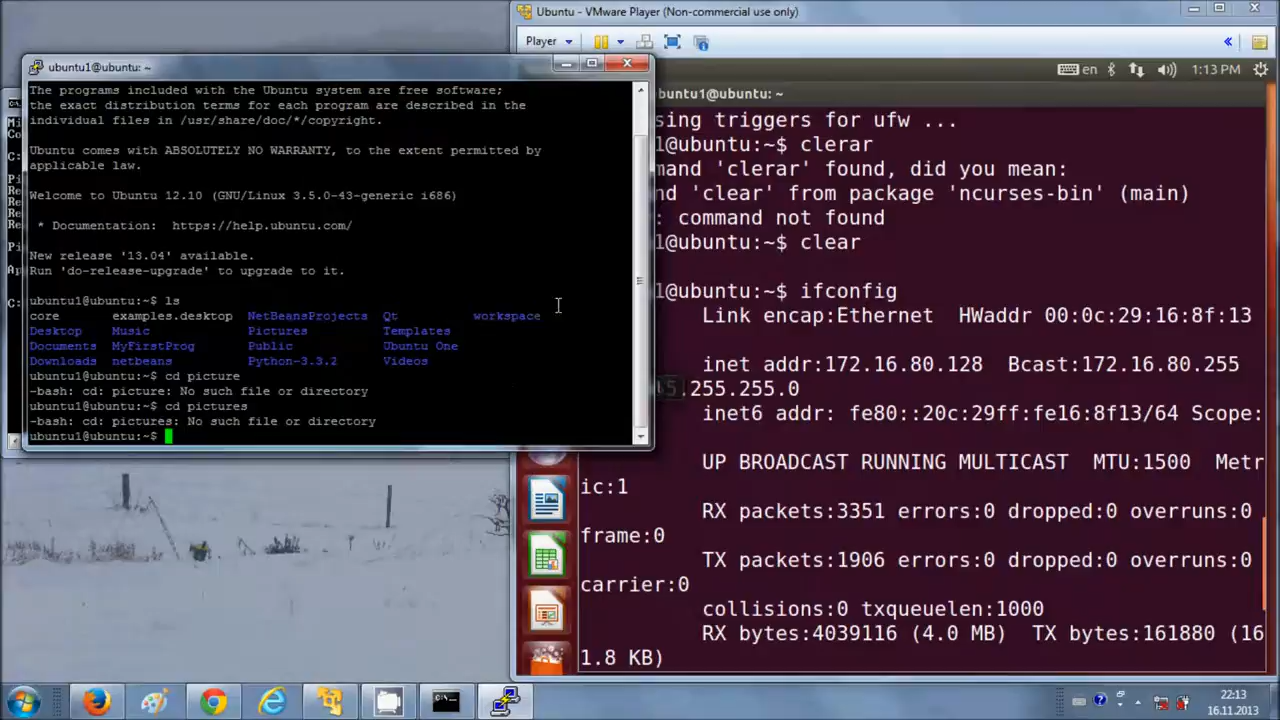 Ubuntu - VMware Player (Non-commercial use only)
Player
en
1:13 PM
ubuntu1@ubuntu: ~
The programs included with the Ubuntu system are free software;
the exact distribution terms for each program are described in the
individual files in /usr/share/doc/*/copyright.
Ubuntu comes with ABSOLUTELY NO WARRANTY, to the extent permitted by
applicable law.
Welcome to Ubuntu 12.10 (GNU/Linux 3.5.0-43-generic i686)
* Documentation: https://help.ubuntu.com/
New release '13.04' available.
Run 'do-release-upgrade' to upgrade to it.
ubuntu1@ubuntu:~$ ls
core examples.desktop NetBeansProjects Qt workspace
Desktop Music Pictures Templates
Documents MyFirstProg Public Ubuntu One
Downloads netbeans Python-3.3.2 Videos
ubuntu1@ubuntu:~$ cd picture
-bash: cd: picture: No such file or directory
ubuntu1@ubuntu:~$ cd pictures
-bash: cd: pictures: No such file or directory
ubuntu1@ubuntu:~$
buntu1@ubuntu: ~
sing triggers for ufw ...
1@ubuntu:~$ clerar
mmand 'clerar' found, did you mean:
nd 'clear' from package 'ncurses-bin' (main)
: command not found
1@ubuntu:~$ clear
1@ubuntu:~$ ifconfig
Link encap:Ethernet HWaddr 00:0c:29:16:8f:13
inet addr:172.16.80.128 Bcast:172.16.80.255
.255.255.0
inet6 addr: fe80::20c:29ff:fe16:8f13/64 Scope:
UP BROADCAST RUNNING MULTICAST MTU:1500 Metr
ic:1
RX packets:3351 errors:0 dropped:0 overruns:0
frame:0
TX packets:1906 errors:0 dropped:0 overruns:0
carrier:0
collisions:0 txqueuelen:1000
RX bytes:4039116 (4.0 MB) TX bytes:161880 (16
1.8 KB)
22:13
16.11.2013